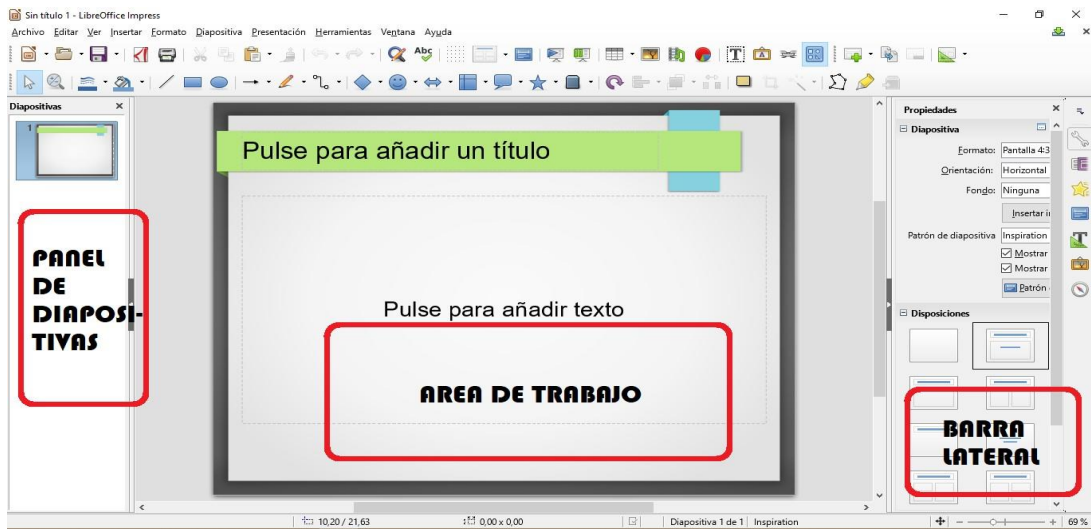 Sin título 1 - LibreOffice Impress
Archivo Editar Ver Insertar Formato Diapositiva Presentación Herramientas Ventana Ayuda
Abc
T
Diapositivas
1
Pulse para añadir un título
Pulse para añadir texto
PANEL
DE
DIAPOSI-
TIVAS
AREA DE TRABAJO
Propiedades
Diapositiva
Formato: Pantalla 4:3
Orientación: Horizontal
Fondo: Ninguna
Insertar i
Patrón de diapositiva Inspiration
Mostrar
Mostrar
Patrón
Disposiciones
BARRA
LATERAL
10,20 / 21,63 0,00 x 0,00 Diapositiva 1 de 1 Inspiration 69 %